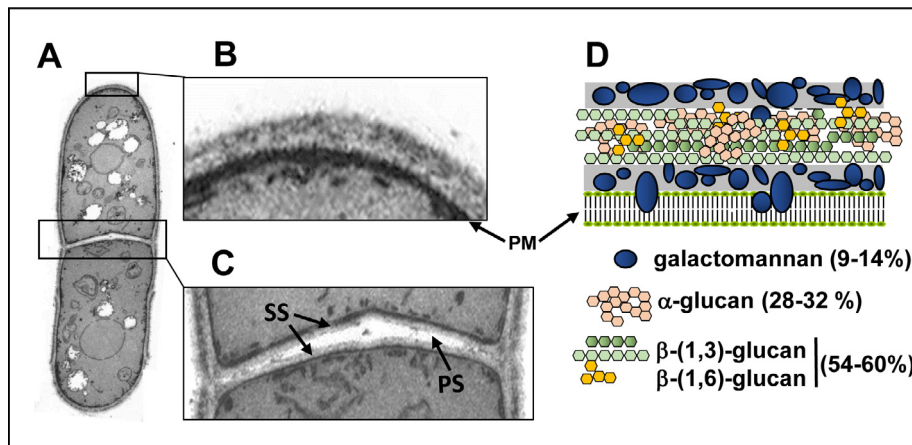 A
B
D
PM
C
SS
PS
galactomannan (9-14%)
α-glucan (28-32 %)
β-(1,3)-glucan
β-(1,6)-glucan
(54-60%)